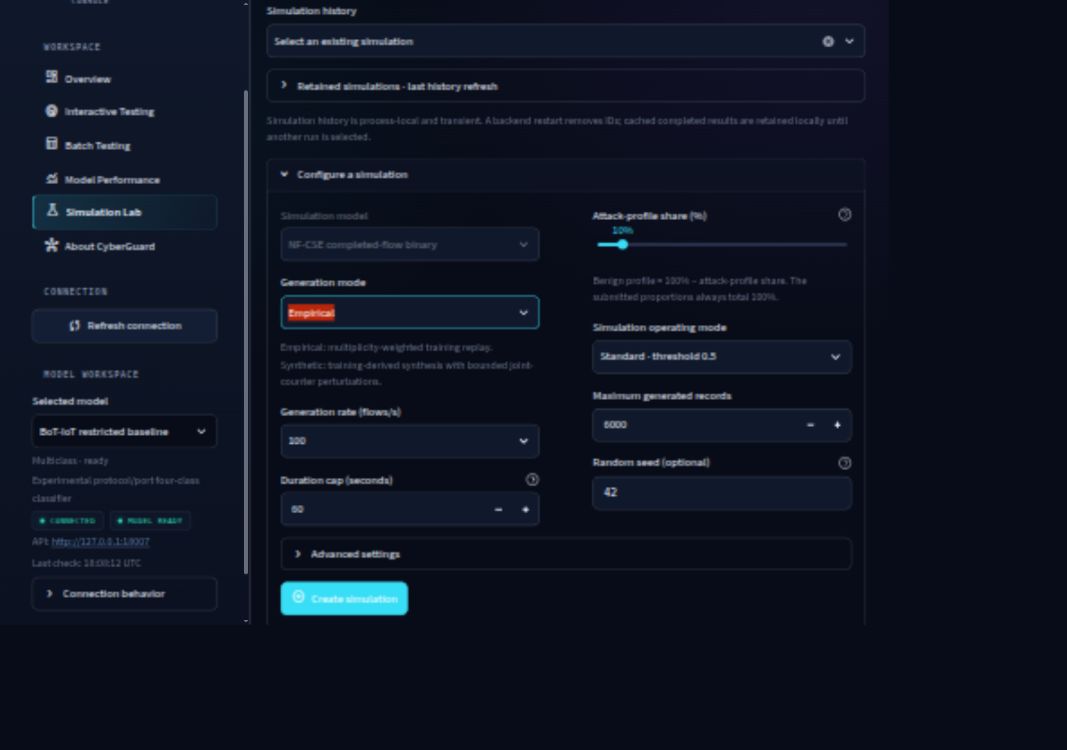 CONSOLE
WORKSPACE
Overview
Interactive Testing
Batch Testing
Model Performance
Simulation Lab
About CyberGuard
CONNECTION
Refresh connection
MODEL WORKSPACE
Selected model
BoT-IoT restricted baseline
Multiclass - ready
Experimental protocol/port four-class
classifier
CONNECTED
MODEL READY
API: http://127.0.0.1:18007
Last check: 18:00:12 UTC
Connection behavior
Simulation history
Select an existing simulation
Retained simulations - last history refresh
Simulation history is process-local and transient. A backend restart removes IDs; cached completed results are retained locally until
another run is selected.
Configure a simulation
Simulation model
NF-CSE completed-flow binary
Generation mode
Empirical
Empirical: multiplicity-weighted training replay.
Synthetic: training-derived synthesis with bounded joint-
counter perturbations.
Generation rate (flows/s)
100
Duration cap (seconds)
60
Attack-profile share (%)
10%
Benign profile = 100% − attack-profile share. The
submitted proportions always total 100%.
Simulation operating mode
Standard - threshold 0.5
Maximum generated records
6000
Random seed (optional)
42
Advanced settings
Create simulation